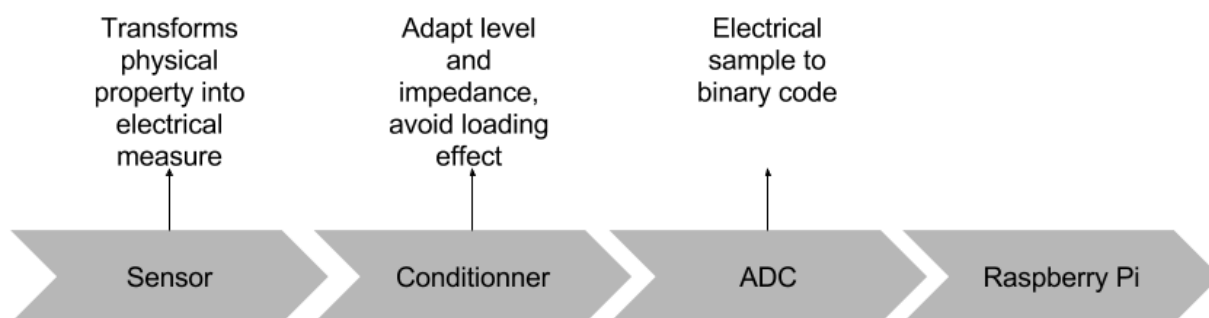 Transforms
physical
property into
electrical
measure
Adapt level
and
impedance,
avoid loading
effect
Electrical
sample to
binary code
Sensor
Conditionner
ADC
Raspberry Pi